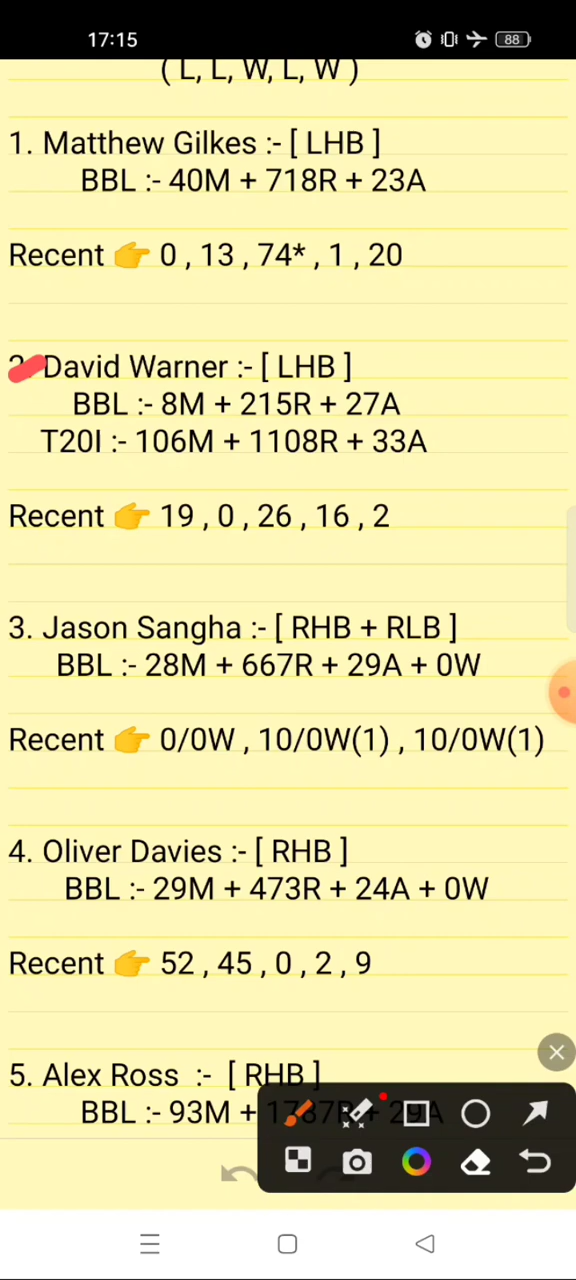 17:15
88
( L, L, W, L, W )
1. Matthew Gilkes :- [ LHB ]
BBL :- 40M + 718R + 23A
Recent 👉 0 , 13 , 74* , 1 , 20
2. David Warner :- [ LHB ]
BBL :- 8M + 215R + 27A
T20I :- 106M + 1108R + 33A
Recent 👉 19 , 0 , 26 , 16 , 2
3. Jason Sangha :- [ RHB + RLB ]
BBL :- 28M + 667R + 29A + 0W
Recent 👉 0/0W , 10/0W(1) , 10/0W(1)
4. Oliver Davies :- [ RHB ]
BBL :- 29M + 473R + 24A + 0W
Recent 👉 52 , 45 , 0 , 2 , 9
5. Alex Ross :- [ RHB ]
BBL :- 93M + 1787R + 29A